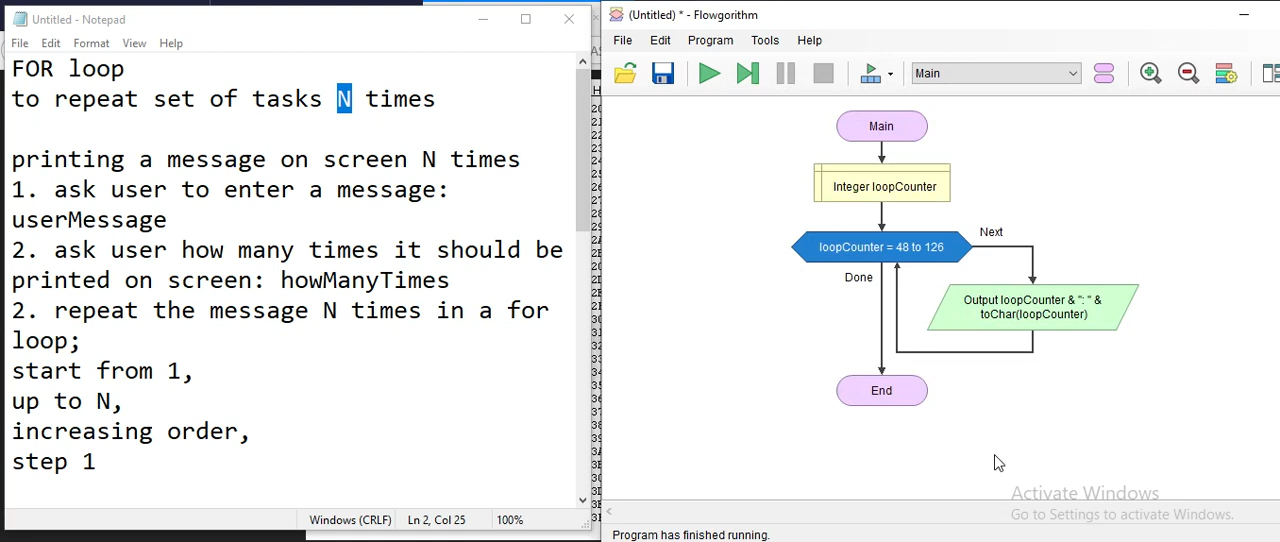 Untitled - Notepad
File Edit Format View Help
FOR loop
to repeat set of tasks N times
printing a message on screen N times
1. ask user to enter a message:
userMessage
2. ask user how many times it should be
printed on screen: howManyTimes
2. repeat the message N times in a for
loop;
start from 1,
up to N,
increasing order,
step 1
Windows (CRLF) Ln 2, Col 25 100%
(Untitled) * - Flowgorithm
File Edit Program Tools Help
Main
Main
Integer loopCounter
loopCounter = 48 to 126
Next
Done
Output loopCounter & ": " &
toChar(loopCounter)
End
Activate Windows
Go to Settings to activate Windows.
Program has finished running.